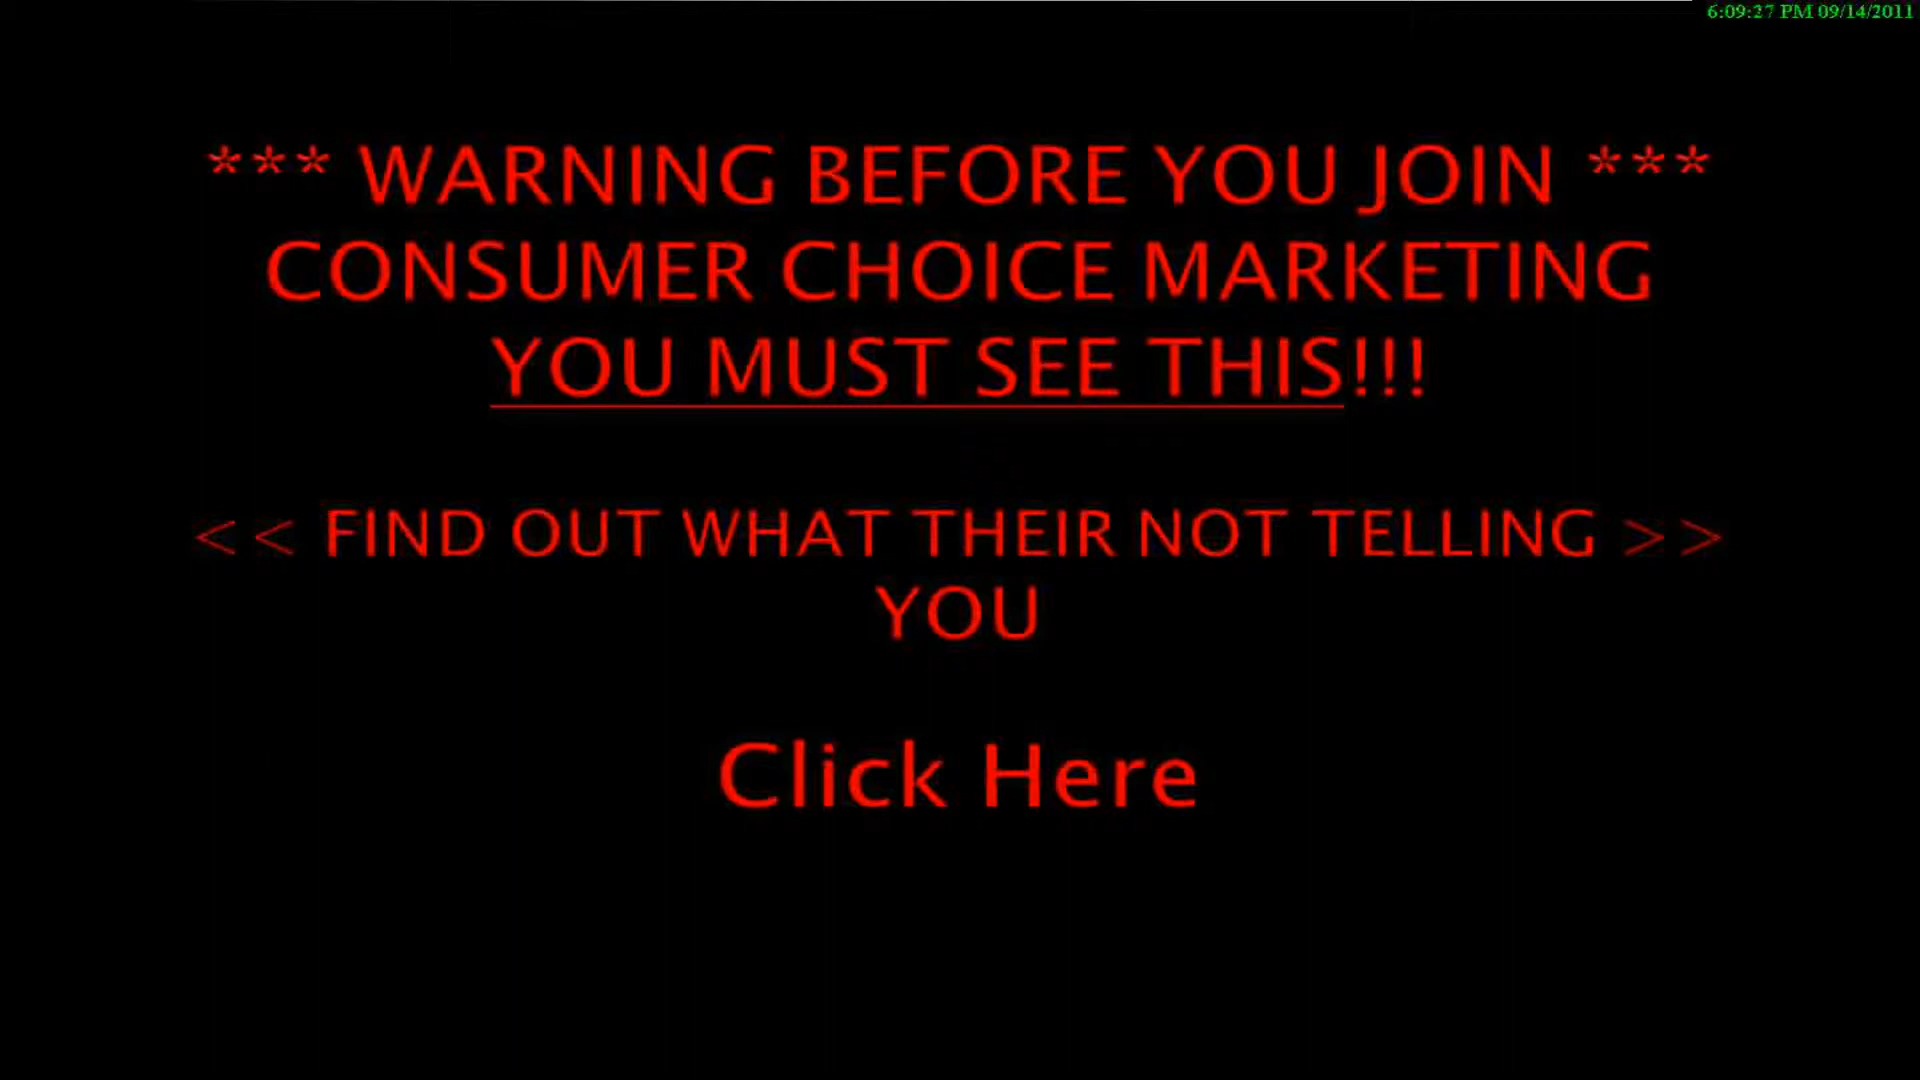 6:09:27 PM 09/14/2011
*** WARNING BEFORE YOU JOIN ***
CONSUMER CHOICE MARKETING
YOU MUST SEE THIS!!!
<< FIND OUT WHAT THEIR NOT TELLING >>
YOU
Click Here